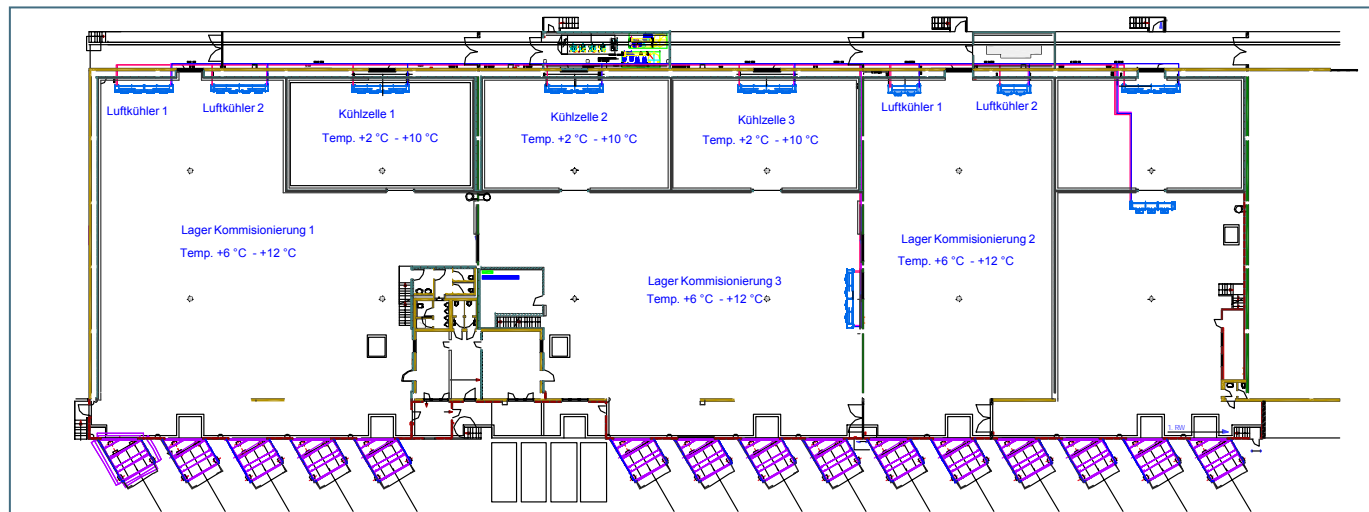 Luftkühler 1
Luftkühler 2
Kühlzelle 1
Temp. +2 °C - +10 °C
Kühlzelle 2
Temp. +2 °C - +10 °C
Kühlzelle 3
Temp. +2 °C - +10 °C
Luftkühler 1
Luftkühler 2
Lager Kommisionierung 1
Temp. +6 °C - +12 °C
Lager Kommisionierung 3
Temp. +6 °C - +12 °C
Lager Kommisionierung 2
Temp. +6 °C - +12 °C
1. RW